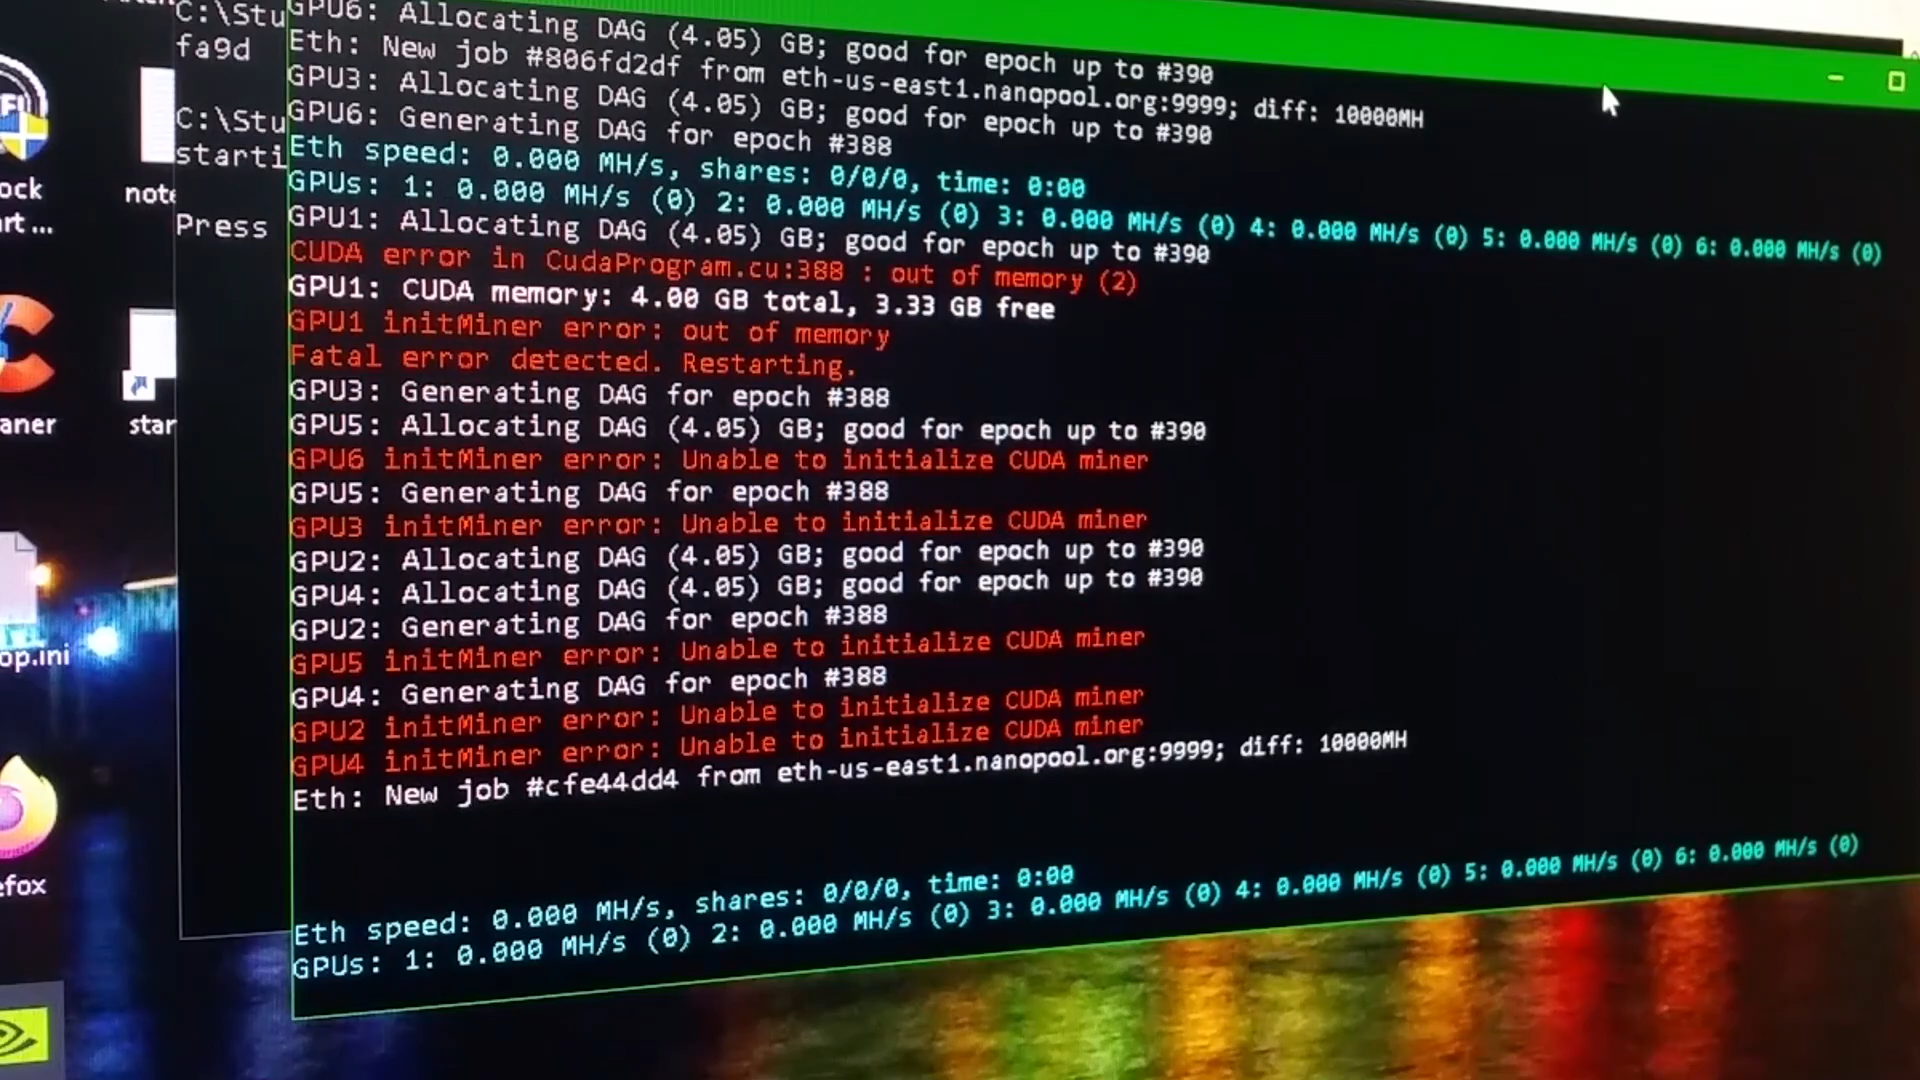 C:\Stu
fa9d
C:\Stu
starti
Press
ock
rt ...
note
aner
star
op.ini
efox
GPU6: Allocating DAG (4.05) GB; good for epoch up to #390
Eth: New job #806fd2df from eth-us-east1.nanopool.org:9999; diff: 10000MH
GPU3: Allocating DAG (4.05) GB; good for epoch up to #390
GPU6: Generating DAG for epoch #388
Eth speed: 0.000 MH/s, shares: 0/0/0, time: 0:00
GPUs: 1: 0.000 MH/s (0) 2: 0.000 MH/s (0) 3: 0.000 MH/s (0) 4: 0.000 MH/s (0) 5: 0.000 MH/s (0) 6: 0.000 MH/s (0)
GPU1: Allocating DAG (4.05) GB; good for epoch up to #390
CUDA error in CudaProgram.cu:388 : out of memory (2)
GPU1: CUDA memory: 4.00 GB total, 3.33 GB free
GPU1 initMiner error: out of memory
Fatal error detected. Restarting.
GPU3: Generating DAG for epoch #388
GPU5: Allocating DAG (4.05) GB; good for epoch up to #390
GPU6 initMiner error: Unable to initialize CUDA miner
GPU5: Generating DAG for epoch #388
GPU3 initMiner error: Unable to initialize CUDA miner
GPU2: Allocating DAG (4.05) GB; good for epoch up to #390
GPU4: Allocating DAG (4.05) GB; good for epoch up to #390
GPU2: Generating DAG for epoch #388
GPU5 initMiner error: Unable to initialize CUDA miner
GPU4: Generating DAG for epoch #388
GPU2 initMiner error: Unable to initialize CUDA miner
GPU4 initMiner error: Unable to initialize CUDA miner
Eth: New job #cfe44dd4 from eth-us-east1.nanopool.org:9999; diff: 10000MH
Eth speed: 0.000 MH/s, shares: 0/0/0, time: 0:00
GPUs: 1: 0.000 MH/s (0) 2: 0.000 MH/s (0) 3: 0.000 MH/s (0) 4: 0.000 MH/s (0) 5: 0.000 MH/s (0) 6: 0.000 MH/s (0)